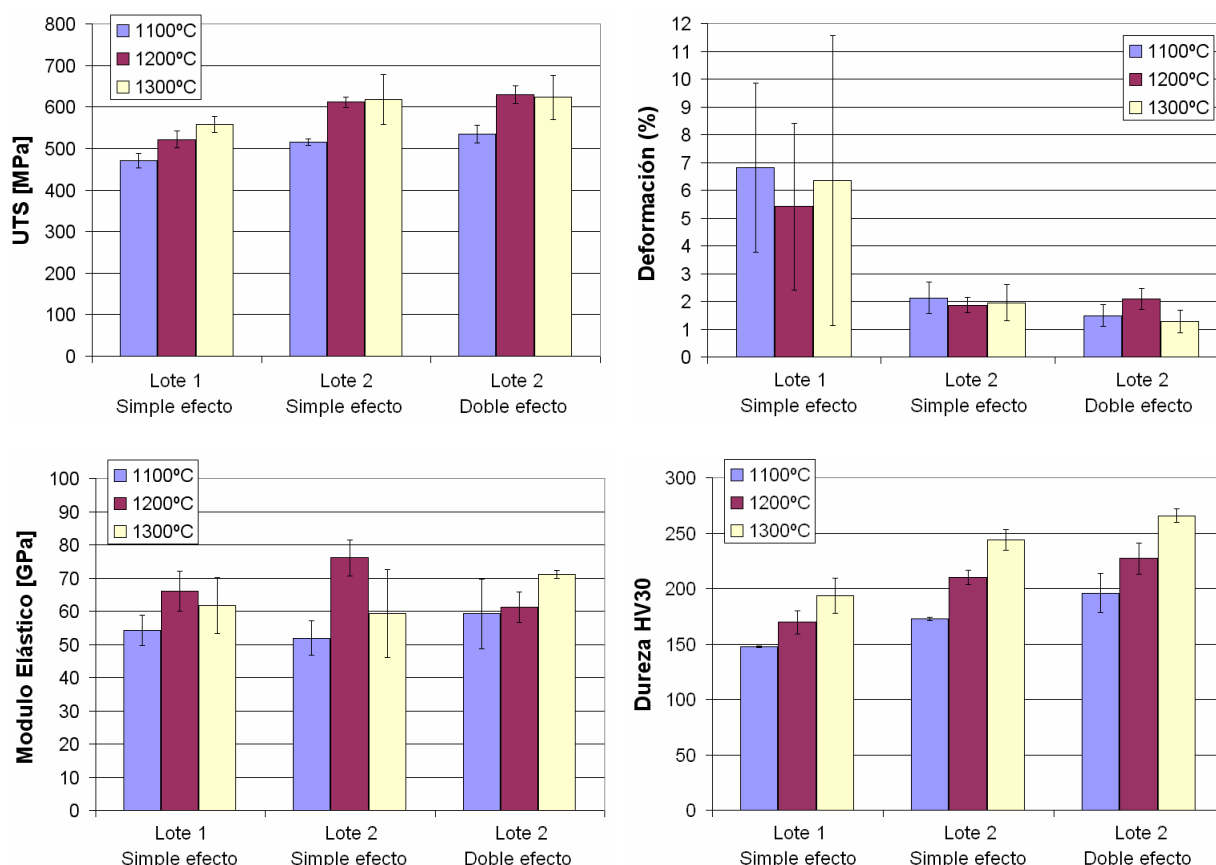 UTS [MPa]
800
700
600
500
400
300
200
100
0
1100ºC
1200ºC
1300ºC
Lote 1
Simple efecto
Lote 2
Simple efecto
Lote 2
Doble efecto
Deformación (%)
12
11
10
9
8
7
6
5
4
3
2
1
0
1100ºC
1200ºC
1300ºC
Lote 1
Simple efecto
Lote 2
Simple efecto
Lote 2
Doble efecto
Modulo Elástico [GPa]
100
90
80
70
60
50
40
30
20
10
0
1100ºC
1200ºC
1300ºC
Lote 1
Simple efecto
Lote 2
Simple efecto
Lote 2
Doble efecto
Dureza HV30
300
250
200
150
100
50
0
1100ºC
1200ºC
1300ºC
Lote 1
Simple efecto
Lote 2
Simple efecto
Lote 2
Doble efecto